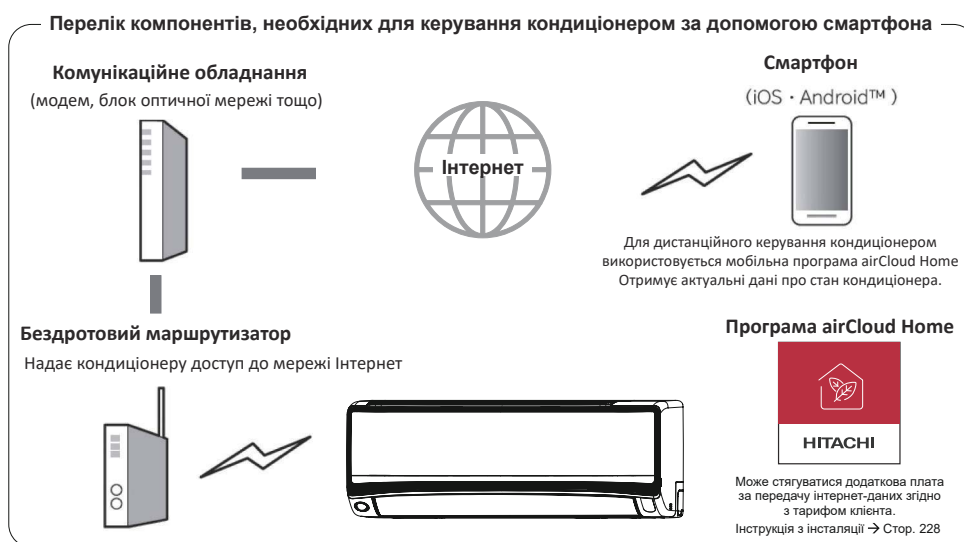 Перелік компонентів, необхідних для керування кондиціонером за допомогою смартфона
Комунікаційне обладнання
(модем, блок оптичної мережі тощо)
Інтернет
Смартфон
(iOS · Android™ )
Для дистанційного керування кондиціонером
використовується мобільна програма airCloud Home
Отримує актуальні дані про стан кондиціонера.
Бездротовий маршрутизатор
Надає кондиціонеру доступ до мережі Інтернет
Програма airCloud Home
HITACHI
Може стягуватися додаткова плата
за передачу інтернет-даних згідно
з тарифом клієнта.
Інструкція з інсталяції → Стор. 228